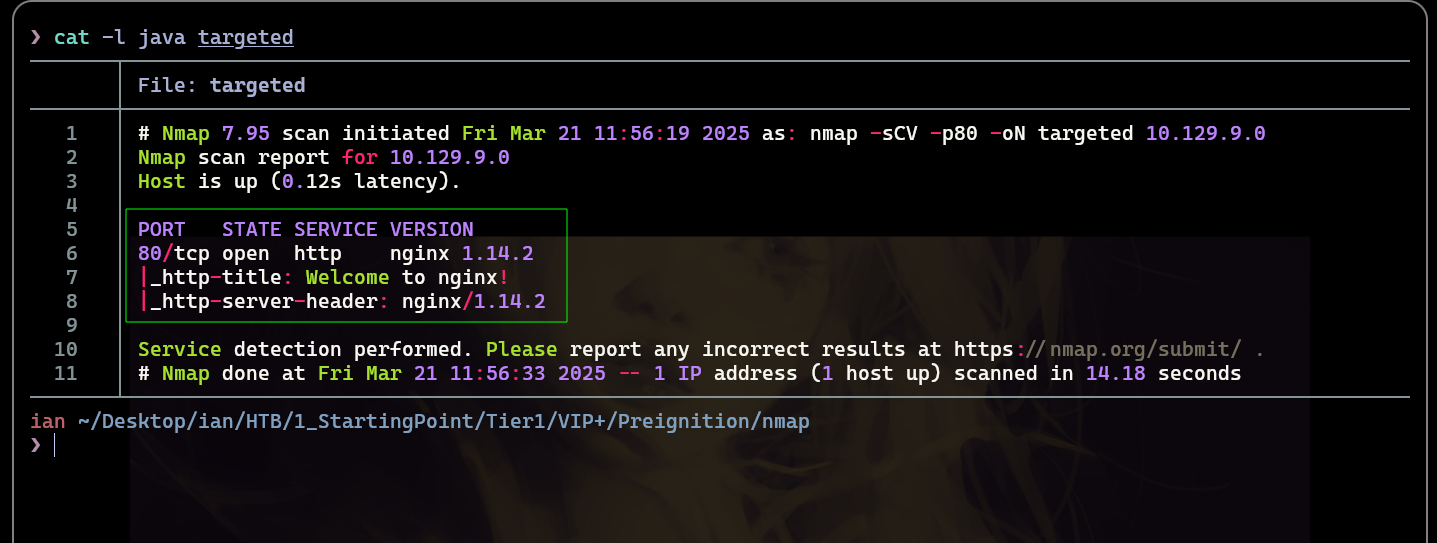 ❯ cat -l java targeted
File: targeted
1 # Nmap 7.95 scan initiated Fri Mar 21 11:56:19 2025 as: nmap -sCV -p80 -oN targeted 10.129.9.0
2 Nmap scan report for 10.129.9.0
3 Host is up (0.12s latency).
4
5 PORT   STATE SERVICE VERSION
6 80/tcp open  http    nginx 1.14.2
7 |_http-title: Welcome to nginx!
8 |_http-server-header: nginx/1.14.2
9
10 Service detection performed. Please report any incorrect results at https://nmap.org/submit/ .
11 # Nmap done at Fri Mar 21 11:56:33 2025 -- 1 IP address (1 host up) scanned in 14.18 seconds
ian ~/Desktop/ian/HTB/1_StartingPoint/Tier1/VIP+/Preignition/nmap
❯